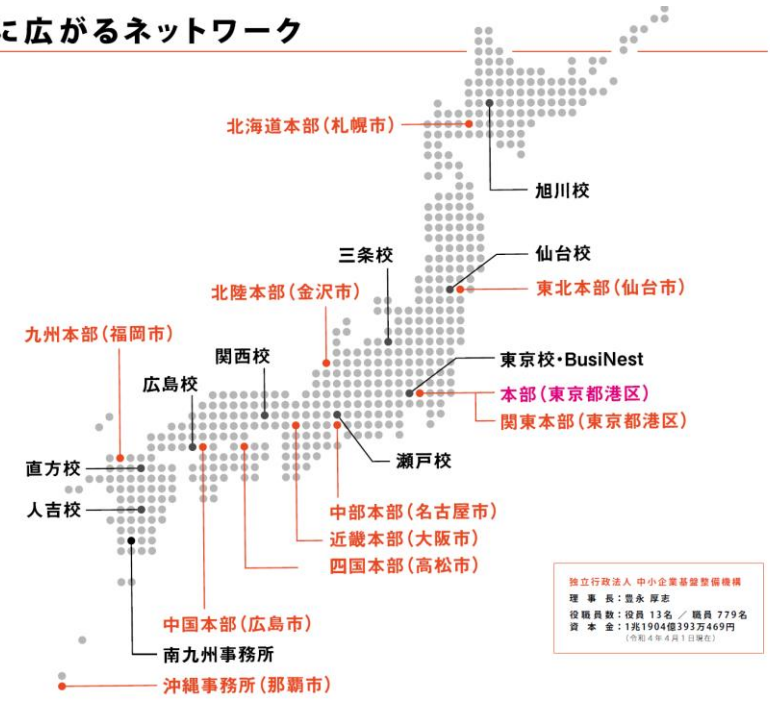 に広がるネットワーク
北海道本部(札幌市)
旭川校
三条校
仙台校
北陸本部(金沢市)
東北本部(仙台市)
九州本部(福岡市)
関西校
東京校・BusiNest
広島校
本部(東京都港区)
関東本部(東京都港区)
直方校
瀬戸校
人吉校
中部本部(名古屋市)
近畿本部(大阪市)
四国本部(高松市)
中国本部(広島市)
南九州事務所
沖縄事務所(那覇市)
独立行政法人 中小企業基盤整備機構
理事長:豊永 厚志
役職員数:役員 13名 / 職員 779名
資本金:1兆1904億393万469円
(令和4年4月1日現在)